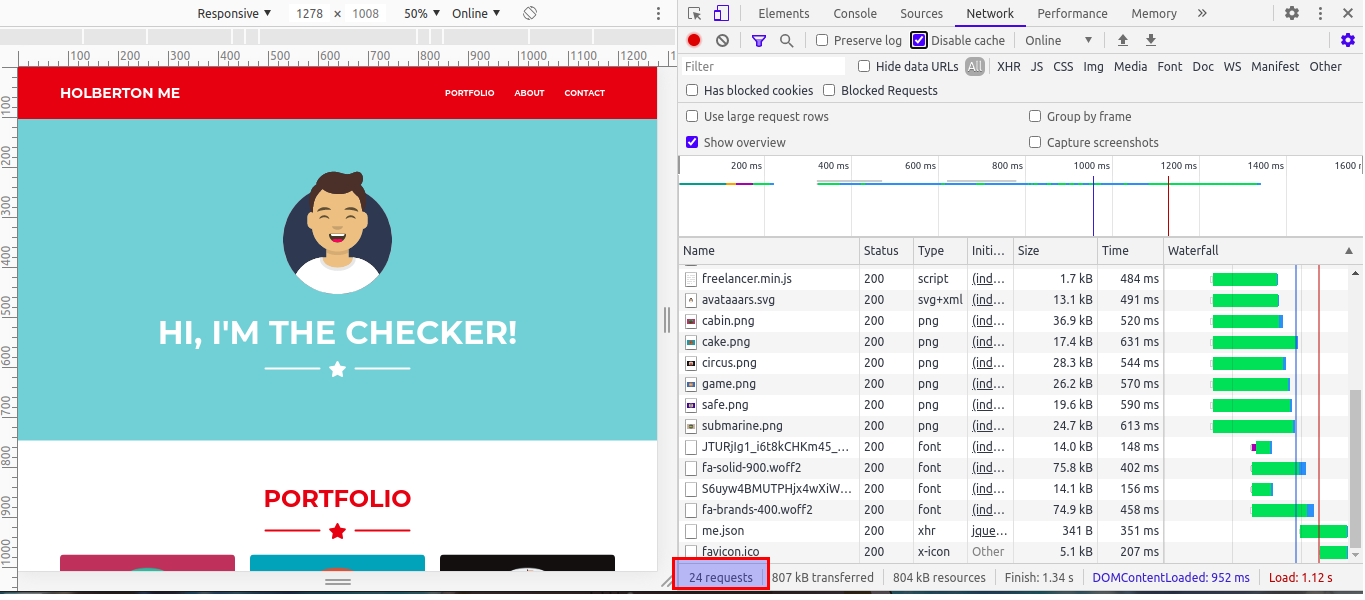 Responsive ▼ 1278 × 1008 50% ▼ Online ▼
100 200 300 400 500 600 700 800 900 1000 1100 1200
100
200
300
400
500
600
700
800
900
1000
HOLBERTON ME PORTFOLIO ABOUT CONTACT
HI, I'M THE CHECKER!
PORTFOLIO
Elements Console Sources Network Performance Memory »
Preserve log Disable cache Online ▼
Filter Hide data URLs All XHR JS CSS Img Media Font Doc WS Manifest Other
Has blocked cookies Blocked Requests
Use large request rows Group by frame
Show overview Capture screenshots
200 ms 400 ms 600 ms 800 ms 1000 ms 1200 ms 1400 ms 1600
Name Status Type Initi… Size Time Waterfall
freelancer.min.js 200 script (ind… 1.7 kB 484 ms
avataaars.svg 200 svg+xml (ind… 13.1 kB 491 ms
cabin.png 200 png (ind… 36.9 kB 520 ms
cake.png 200 png (ind… 17.4 kB 631 ms
circus.png 200 png (ind… 28.3 kB 544 ms
game.png 200 png (ind… 26.2 kB 570 ms
safe.png 200 png (ind… 19.6 kB 590 ms
submarine.png 200 png (ind… 24.7 kB 613 ms
JTURjIg1_i6t8kCHKm45_… 200 font (ind… 14.0 kB 148 ms
fa-solid-900.woff2 200 font (ind… 75.8 kB 402 ms
S6uyw4BMUTPHjx4wXiW… 200 font (ind… 14.1 kB 156 ms
fa-brands-400.woff2 200 font (ind… 74.9 kB 458 ms
me.json 200 xhr jque… 341 B 351 ms
favicon.ico 200 x-icon Other 5.1 kB 207 ms
24 requests 807 kB transferred 804 kB resources Finish: 1.34 s DOMContentLoaded: 952 ms Load: 1.12 s